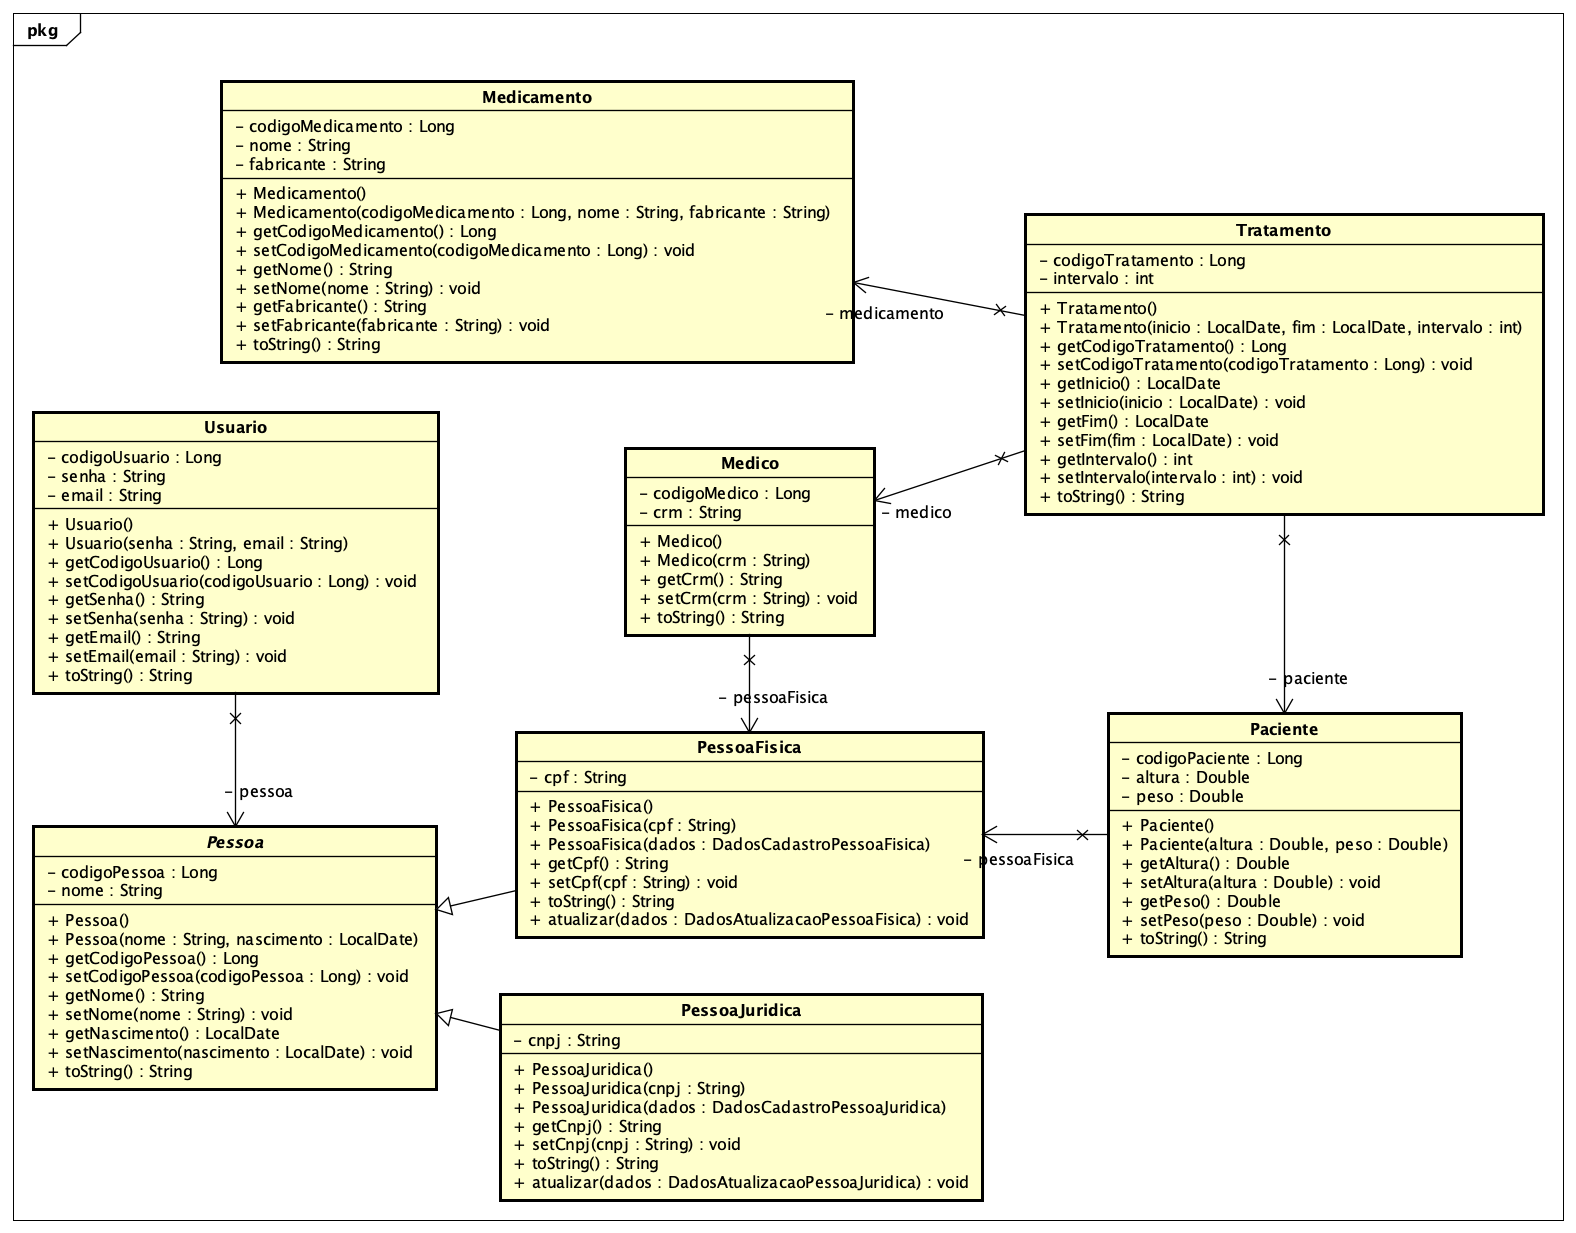 pkg
Medicamento
– codigoMedicamento : Long
– nome : String
– fabricante : String
+ Medicamento()
+ Medicamento(codigoMedicamento : Long, nome : String, fabricante : String)
+ getCodigoMedicamento() : Long
+ setCodigoMedicamento(codigoMedicamento : Long) : void
+ getNome() : String
+ setNome(nome : String) : void
+ getFabricante() : String
+ setFabricante(fabricante : String) : void
+ toString() : String
– medicamento
Tratamento
– codigoTratamento : Long
– intervalo : int
+ Tratamento()
+ Tratamento(inicio : LocalDate, fim : LocalDate, intervalo : int)
+ getCodigoTratamento() : Long
+ setCodigoTratamento(codigoTratamento : Long) : void
+ getInicio() : LocalDate
+ setInicio(inicio : LocalDate) : void
+ getFim() : LocalDate
+ setFim(fim : LocalDate) : void
+ getIntervalo() : int
+ setIntervalo(intervalo : int) : void
+ toString() : String
Usuario
– codigoUsuario : Long
– senha : String
– email : String
+ Usuario()
+ Usuario(senha : String, email : String)
+ getCodigoUsuario() : Long
+ setCodigoUsuario(codigoUsuario : Long) : void
+ getSenha() : String
+ setSenha(senha : String) : void
+ getEmail() : String
+ setEmail(email : String) : void
+ toString() : String
Medico
– codigoMedico : Long
– crm : String
+ Medico()
+ Medico(crm : String)
+ getCrm() : String
+ setCrm(crm : String) : void
+ toString() : String
– medico
– pessoaFisica
– paciente
– pessoa
PessoaFisica
– cpf : String
+ PessoaFisica()
+ PessoaFisica(cpf : String)
+ PessoaFisica(dados : DadosCadastroPessoaFisica)
+ getCpf() : String
+ setCpf(cpf : String) : void
+ toString() : String
+ atualizar(dados : DadosAtualizacaoPessoaFisica) : void
– pessoaFisica
Paciente
– codigoPaciente : Long
– altura : Double
– peso : Double
+ Paciente()
+ Paciente(altura : Double, peso : Double)
+ getAltura() : Double
+ setAltura(altura : Double) : void
+ getPeso() : Double
+ setPeso(peso : Double) : void
+ toString() : String
Pessoa
– codigoPessoa : Long
– nome : String
+ Pessoa()
+ Pessoa(nome : String, nascimento : LocalDate)
+ getCodigoPessoa() : Long
+ setCodigoPessoa(codigoPessoa : Long) : void
+ getNome() : String
+ setNome(nome : String) : void
+ getNascimento() : LocalDate
+ setNascimento(nascimento : LocalDate) : void
+ toString() : String
PessoaJuridica
– cnpj : String
+ PessoaJuridica()
+ PessoaJuridica(cnpj : String)
+ PessoaJuridica(dados : DadosCadastroPessoaJuridica)
+ getCnpj() : String
+ setCnpj(cnpj : String) : void
+ toString() : String
+ atualizar(dados : DadosAtualizacaoPessoaJuridica) : void